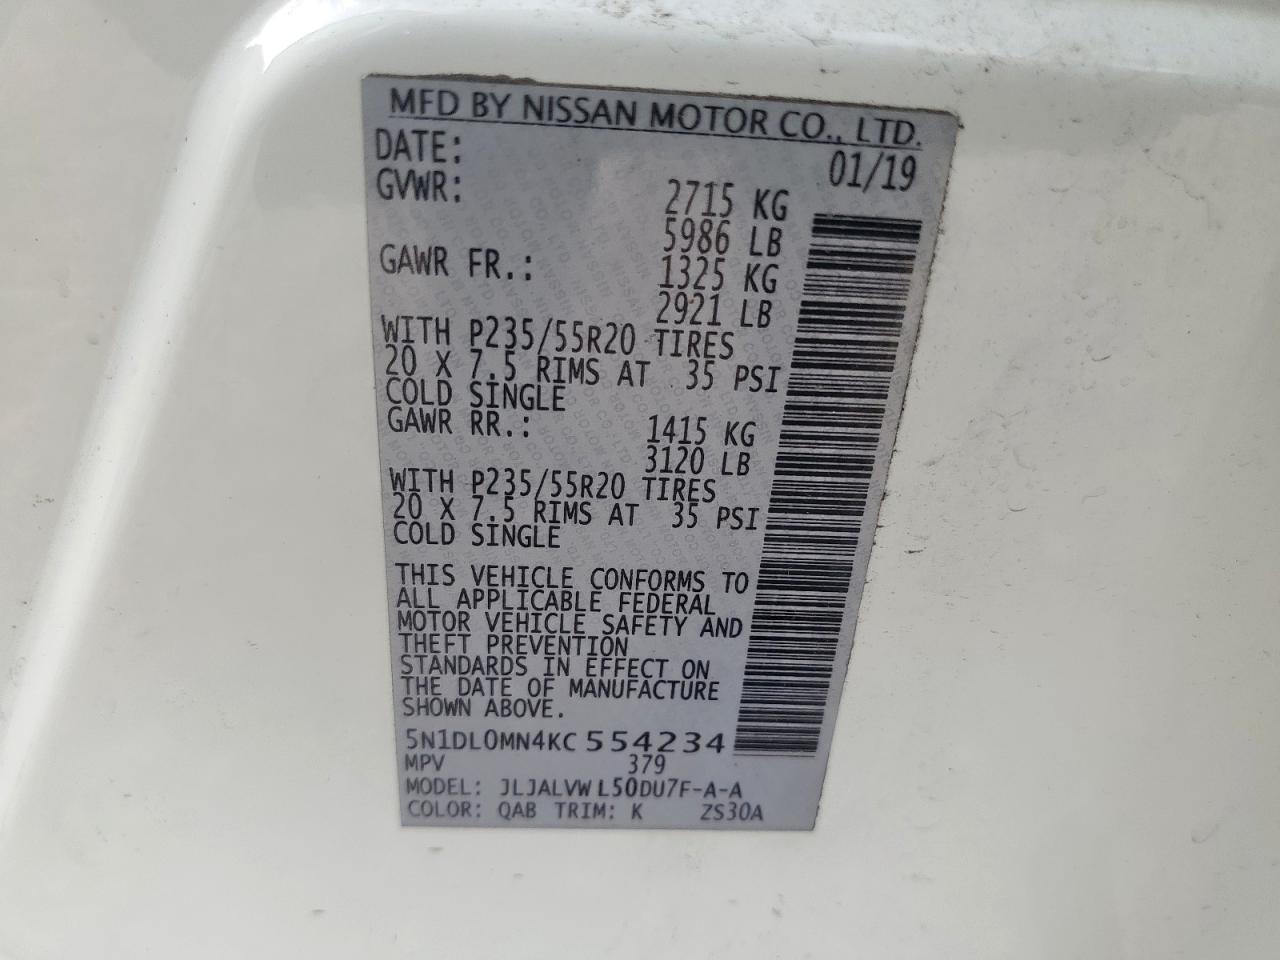 MFD BY NISSAN MOTOR CO., LTD.
DATE: 01/19
GVWR: 2715 KG
5986 LB
GAWR FR.: 1325 KG
2921 LB
WITH P235/55R20 TIRES
20 X 7.5 RIMS AT 35 PSI
COLD SINGLE
GAWR RR.: 1415 KG
3120 LB
WITH P235/55R20 TIRES
20 X 7.5 RIMS AT 35 PSI
COLD SINGLE
THIS VEHICLE CONFORMS TO
ALL APPLICABLE FEDERAL
MOTOR VEHICLE SAFETY AND
THEFT PREVENTION
STANDARDS IN EFFECT ON
THE DATE OF MANUFACTURE
SHOWN ABOVE.
5N1DL0MN4KC 554234
MPV 379
MODEL: JLJALVW L50DU7F-A-A
COLOR: QAB TRIM: K ZS30A